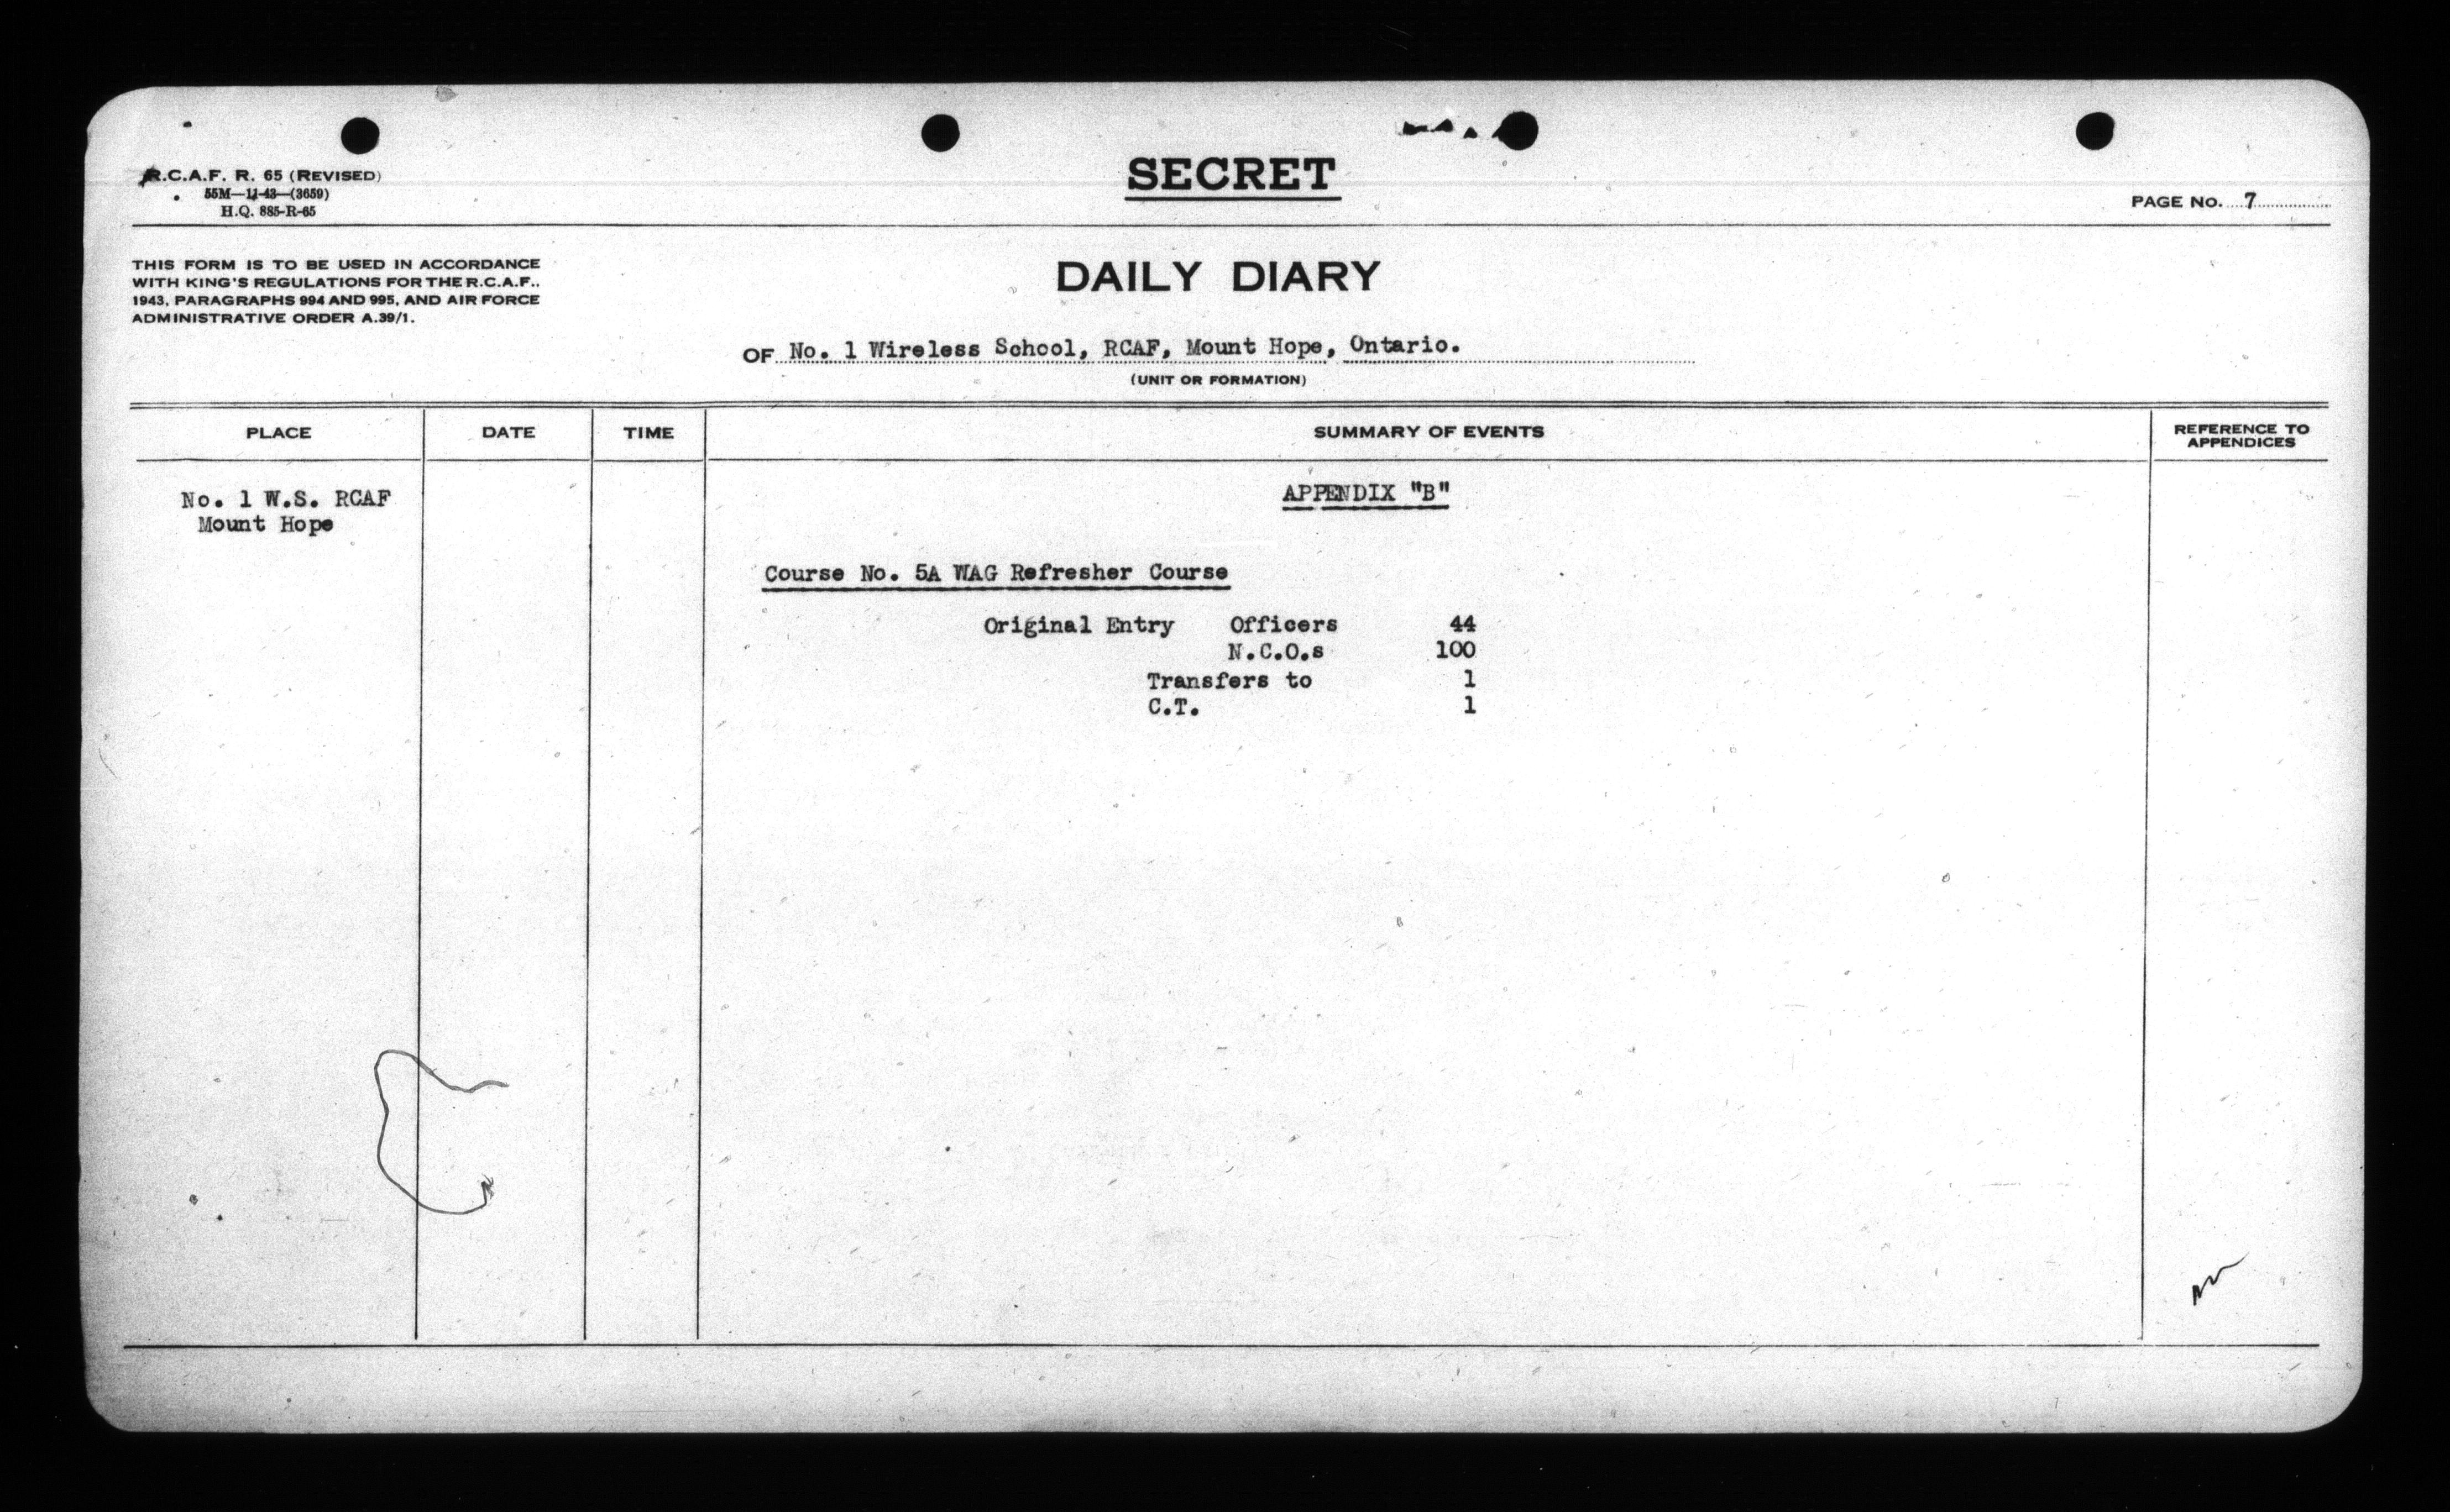 R.C.A.F. R. 65 (REVISED)
55M—11-43—(3659)
H.Q. 885-R-65
SECRET
PAGE NO. 7
THIS FORM IS TO BE USED IN ACCORDANCE
WITH KING'S REGULATIONS FOR THE R.C.A.F.,
1943, PARAGRAPHS 994 AND 995, AND AIR FORCE
ADMINISTRATIVE ORDER A.39/1.
DAILY DIARY
OF No. 1 Wireless School, RCAF, Mount Hope, Ontario.
(UNIT OR FORMATION)
PLACE DATE TIME SUMMARY OF EVENTS REFERENCE TO APPENDICES
No. 1 W.S. RCAF
Mount Hope
APPENDIX "B"
Course No. 5A WAG Refresher Course
Original Entry Officers 44
N.C.O.s 100
Transfers to 1
C.T. 1